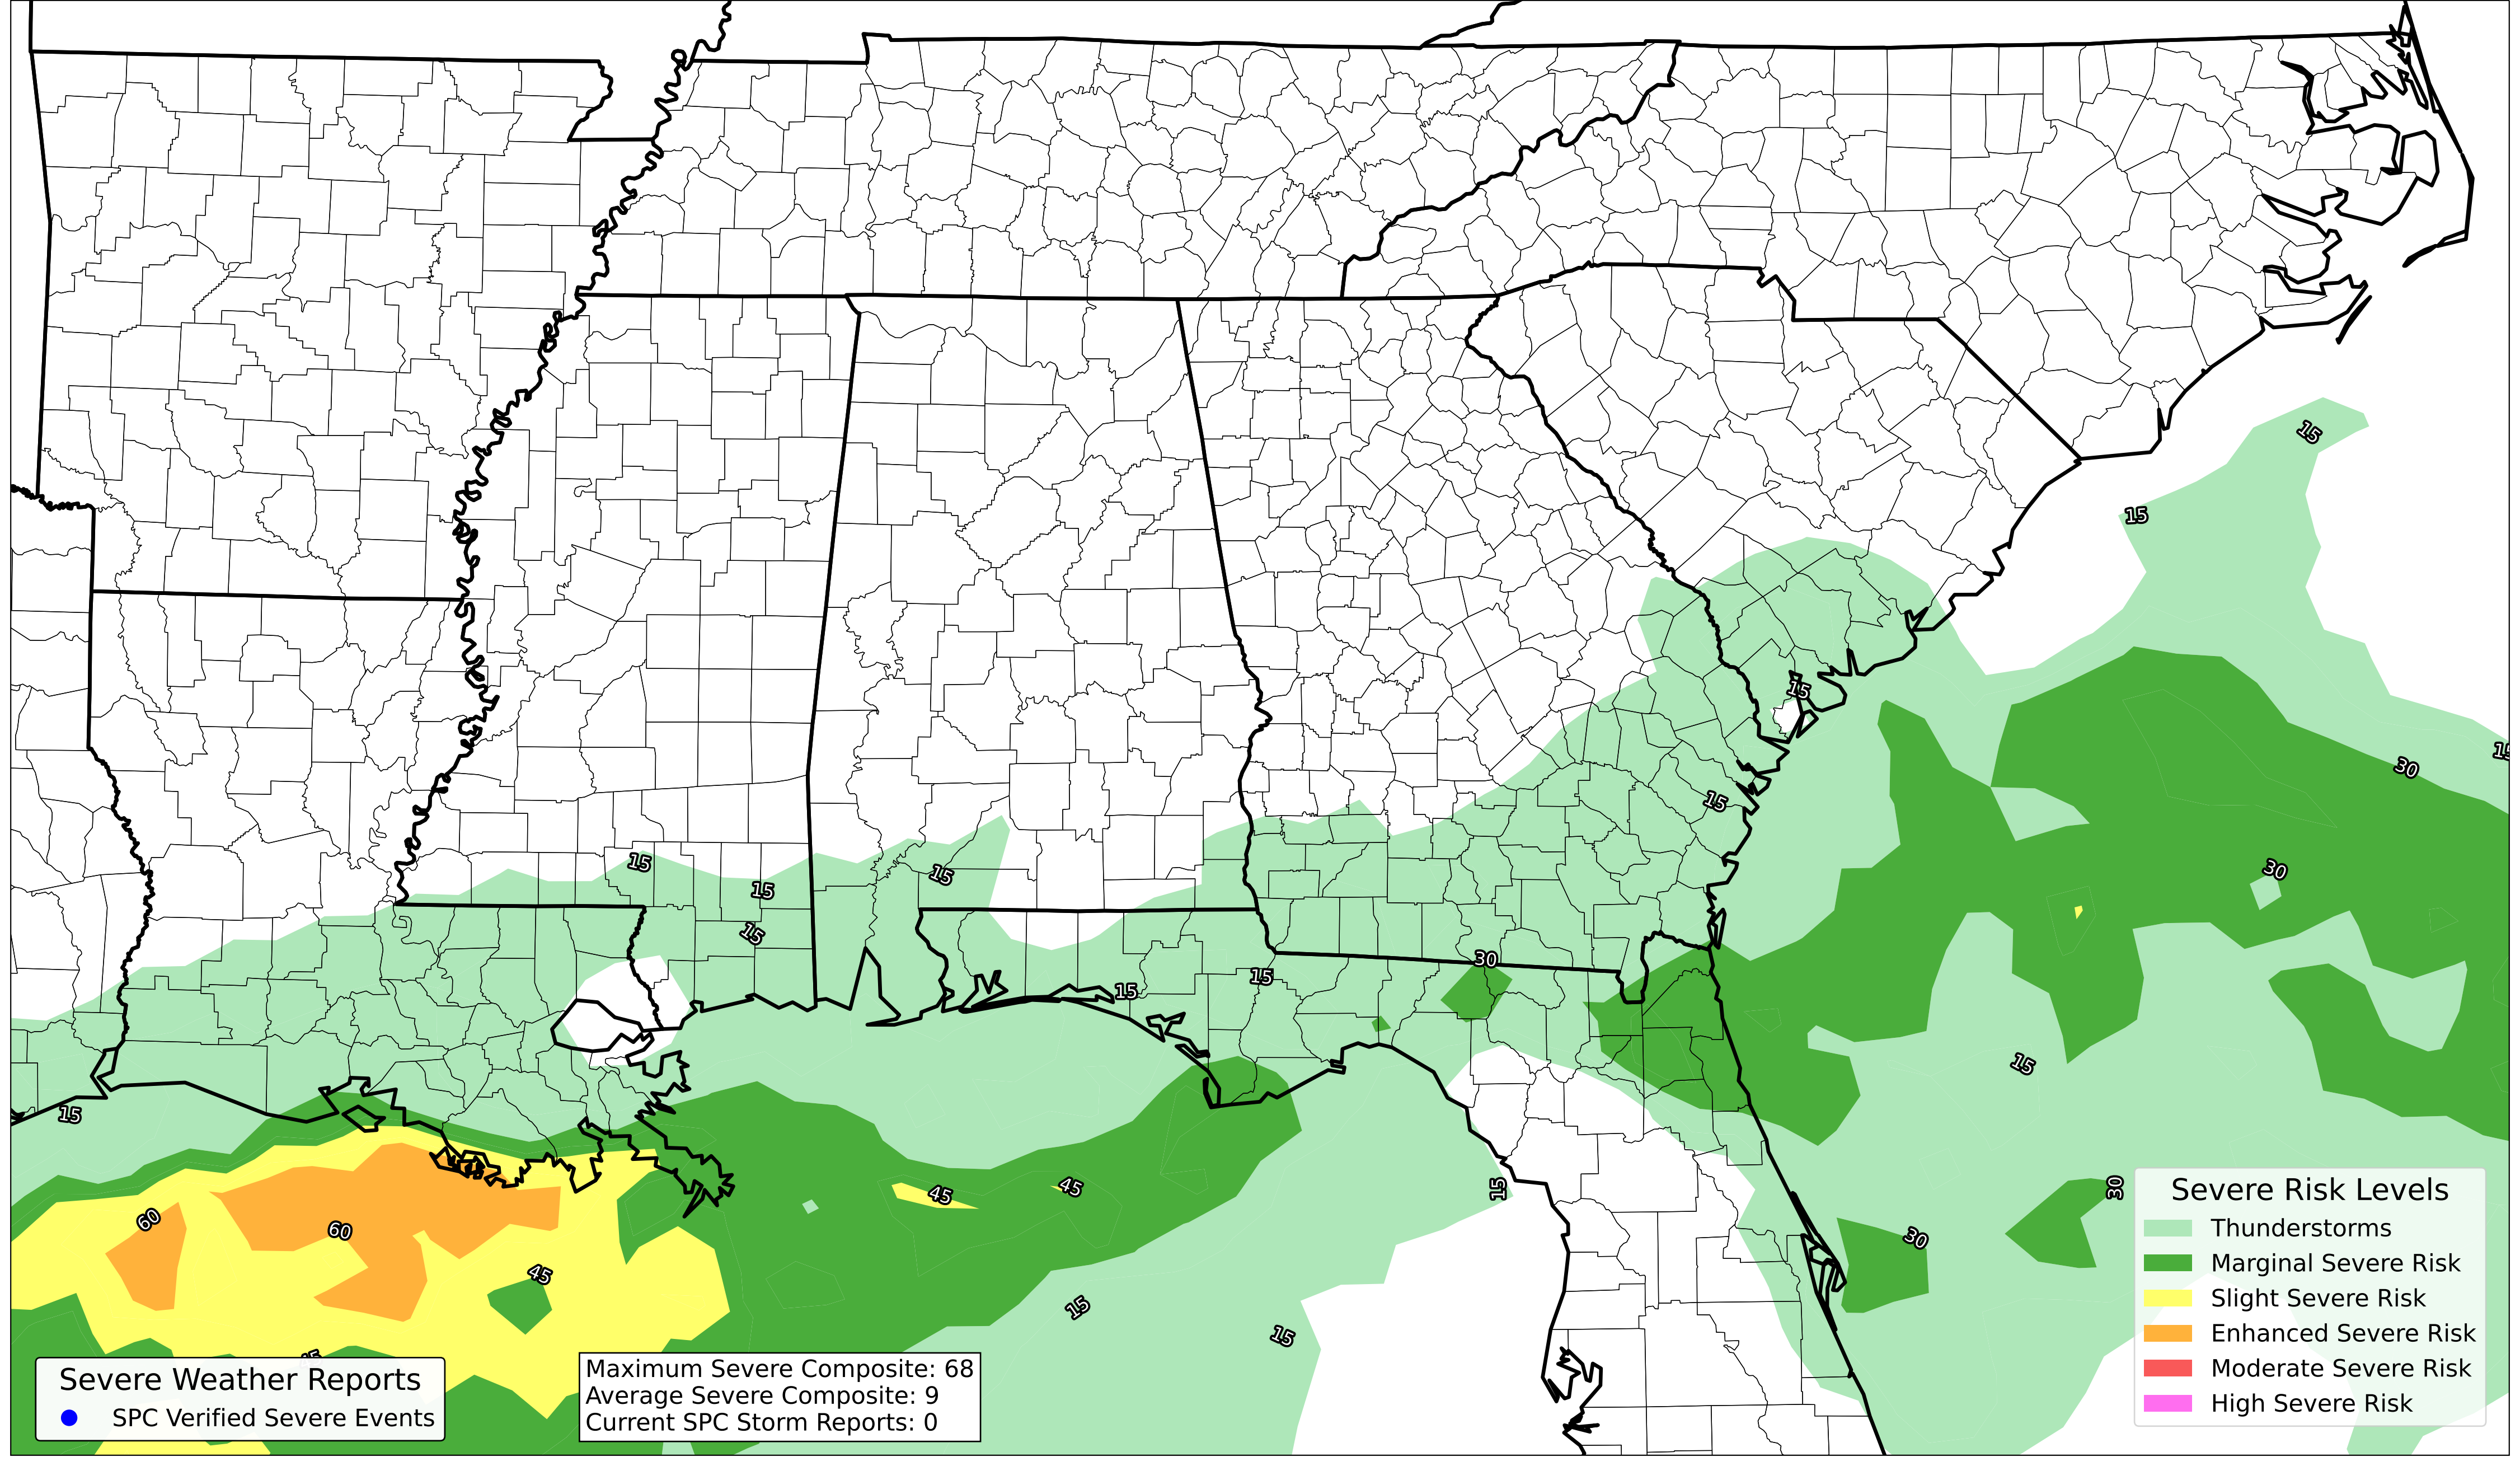 15
15
15
15
30
15
15
30
15
15
15
15
30
15
15
15
15
45
45
30
60
60
30
45
15
15
Severe Risk Levels
Thunderstorms
Marginal Severe Risk
Slight Severe Risk
Enhanced Severe Risk
Moderate Severe Risk
High Severe Risk
Severe Weather Reports
SPC Verified Severe Events
Maximum Severe Composite: 68
Average Severe Composite: 9
Current SPC Storm Reports: 0